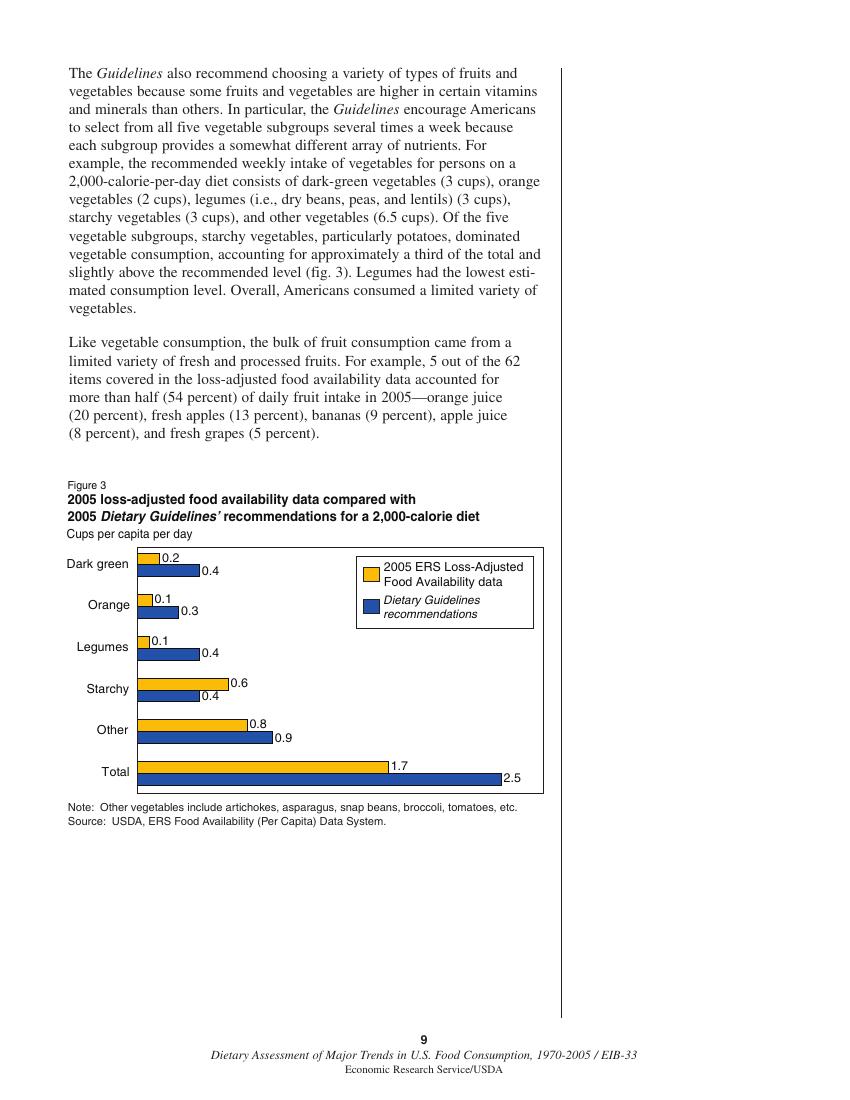 The Guidelines also recommend choosing a variety of types of fruits and
vegetables because some fruits and vegetables are higher in certain vitamins
and minerals than others. In particular, the Guidelines encourage Americans
to select from all five vegetable subgroups several times a week because
each subgroup provides a somewhat different array of nutrients. For
example, the recommended weekly intake of vegetables for persons on a
2,000-calorie-per-day diet consists of dark-green vegetables (3 cups), orange
vegetables (2 cups), legumes (i.e., dry beans, peas, and lentils) (3 cups),
starchy vegetables (3 cups), and other vegetables (6.5 cups). Of the five
vegetable subgroups, starchy vegetables, particularly potatoes, dominated
vegetable consumption, accounting for approximately a third of the total and
slightly above the recommended level (fig. 3). Legumes had the lowest esti-
mated consumption level. Overall, Americans consumed a limited variety of
vegetables.
Like vegetable consumption, the bulk of fruit consumption came from a
limited variety of fresh and processed fruits. For example, 5 out of the 62
items covered in the loss-adjusted food availability data accounted for
more than half (54 percent) of daily fruit intake in 2005—orange juice
(20 percent), fresh apples (13 percent), bananas (9 percent), apple juice
(8 percent), and fresh grapes (5 percent).
Figure 3
2005 loss-adjusted food availability data compared with
2005 Dietary Guidelines' recommendations for a 2,000-calorie diet
Cups per capita per day
Dark green 0.2
0.4
2005 ERS Loss-Adjusted
Food Availability data
Dietary Guidelines
recommendations
Orange 0.1
0.3
Legumes 0.1
0.4
Starchy 0.6
0.4
Other 0.8
0.9
Total 1.7
2.5
Note: Other vegetables include artichokes, asparagus, snap beans, broccoli, tomatoes, etc.
Source: USDA, ERS Food Availability (Per Capita) Data System.
9
Dietary Assessment of Major Trends in U.S. Food Consumption, 1970-2005 / EIB-33
Economic Research Service/USDA